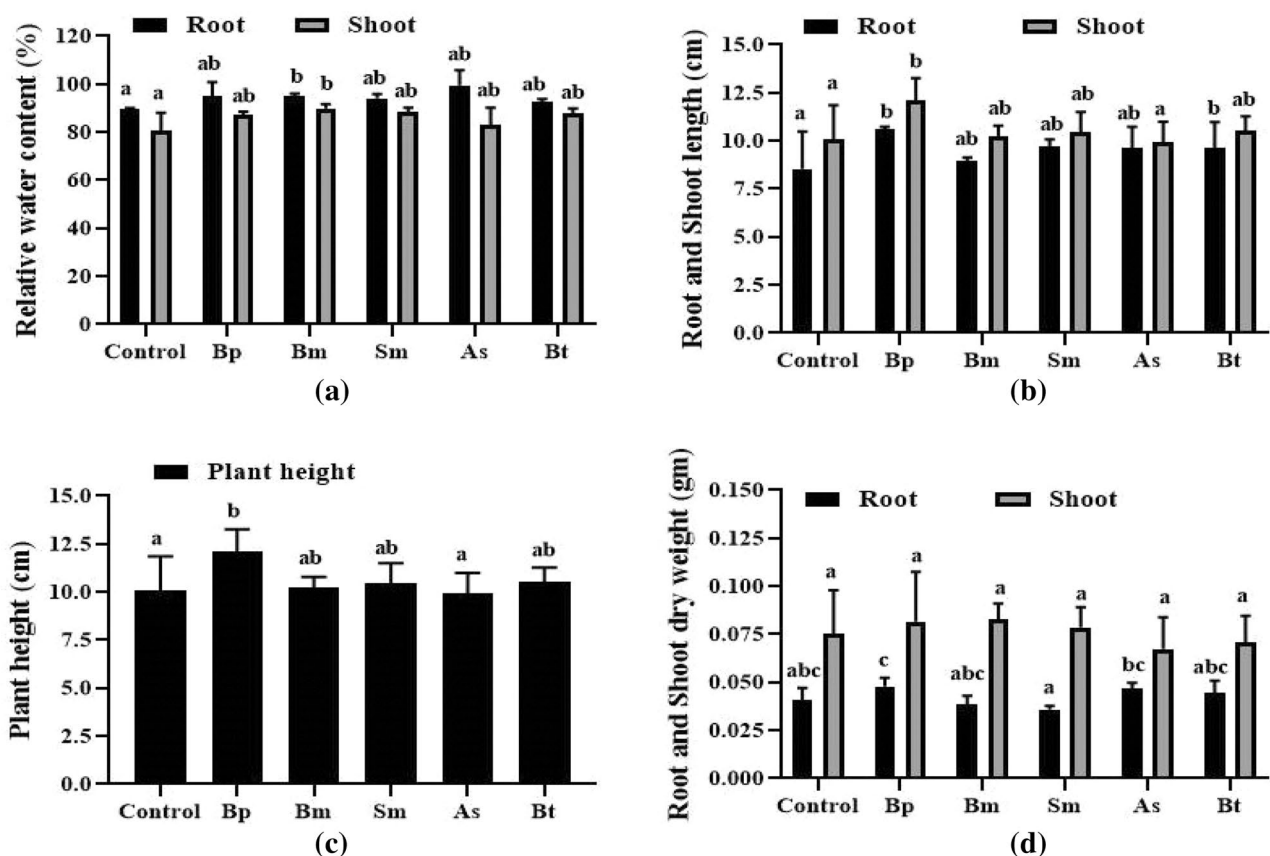 Root Shoot
Relative water content (%)
120
100
80
60
40
20
0
a a ab ab b b ab ab ab ab ab ab
Control Bp Bm Sm As Bt
(a)
Root Shoot
Root and Shoot length (cm)
15.0
12.5
10.0
7.5
5.0
2.5
0.0
a a b b ab ab ab ab ab a b ab
Control Bp Bm Sm As Bt
(b)
Plant height
Plant height (cm)
15.0
12.5
10.0
7.5
5.0
2.5
0.0
a b ab ab a ab
Control Bp Bm Sm As Bt
(c)
Root Shoot
Root and Shoot dry weight (gm)
0.150
0.125
0.100
0.075
0.050
0.025
0.000
abc a c a abc a a a bc a abc a
Control Bp Bm Sm As Bt
(d)